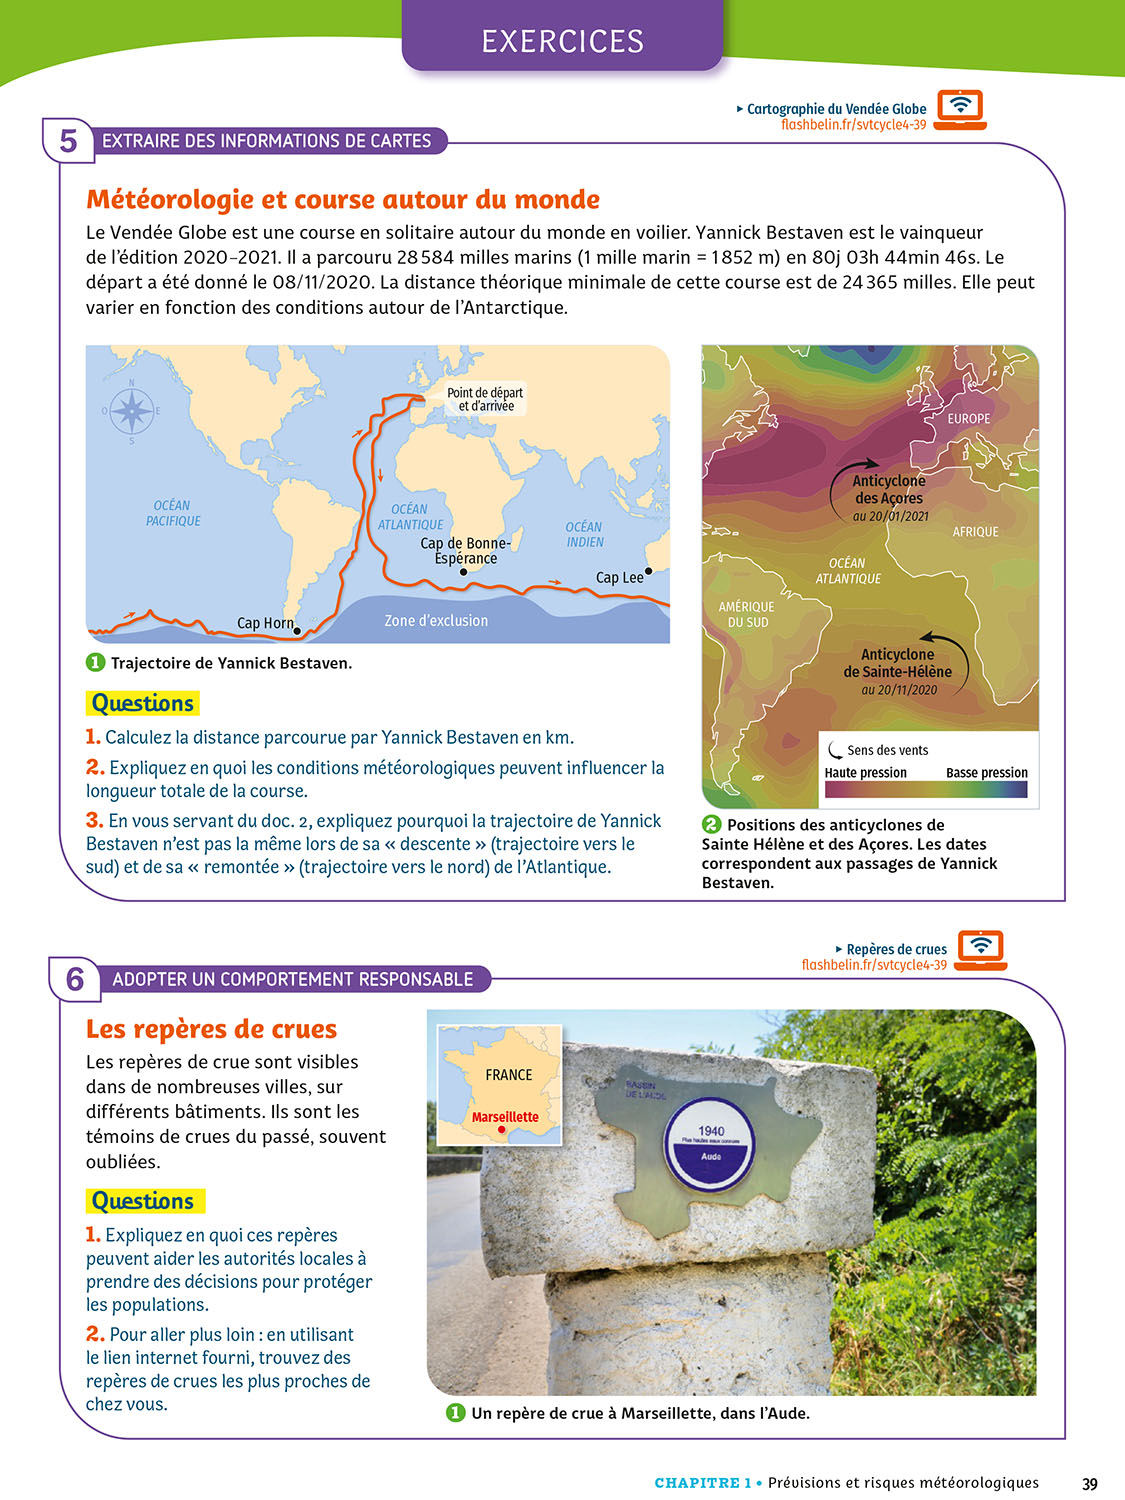 EXERCICES
▸ Cartographie du Vendée Globe
flashbelin.fr/svtcycle4-39
5 EXTRAIRE DES INFORMATIONS DE CARTES
Météorologie et course autour du monde
Le Vendée Globe est une course en solitaire autour du monde en voilier. Yannick Bestaven est le vainqueur
de l'édition 2020-2021. Il a parcouru 28 584 milles marins (1 mille marin = 1 852 m) en 80j 03h 44min 46s. Le
départ a été donné le 08/11/2020. La distance théorique minimale de cette course est de 24 365 milles. Elle peut
varier en fonction des conditions autour de l'Antarctique.
N
O
E
S
Point de départ
et d'arrivée
OCÉAN
PACIFIQUE
OCÉAN
ATLANTIQUE
OCÉAN
INDIEN
Cap de Bonne-
Espérance
Cap Lee
Cap Horn
Zone d'exclusion
1 Trajectoire de Yannick Bestaven.
EUROPE
Anticyclone
des Açores
au 20/01/2021
AFRIQUE
OCÉAN
ATLANTIQUE
AMÉRIQUE
DU SUD
Anticyclone
de Sainte-Hélène
au 20/11/2020
Sens des vents
Haute pression Basse pression
2 Positions des anticyclones de
Sainte Hélène et des Açores. Les dates
correspondent aux passages de Yannick
Bestaven.
Questions
1. Calculez la distance parcourue par Yannick Bestaven en km.
2. Expliquez en quoi les conditions météorologiques peuvent influencer la
longueur totale de la course.
3. En vous servant du doc. 2, expliquez pourquoi la trajectoire de Yannick
Bestaven n'est pas la même lors de sa « descente » (trajectoire vers le
sud) et de sa « remontée » (trajectoire vers le nord) de l'Atlantique.
▸ Repères de crues
flashbelin.fr/svtcycle4-39
6 ADOPTER UN COMPORTEMENT RESPONSABLE
Les repères de crues
Les repères de crue sont visibles
dans de nombreuses villes, sur
différents bâtiments. Ils sont les
témoins de crues du passé, souvent
oubliées.
Questions
1. Expliquez en quoi ces repères
peuvent aider les autorités locales à
prendre des décisions pour protéger
les populations.
2. Pour aller plus loin : en utilisant
le lien internet fourni, trouvez des
repères de crues les plus proches de
chez vous.
FRANCE
Marseillette
BASSIN
DE L'AUDE
1940
Plus hautes eaux connues
Aude
1 Un repère de crue à Marseillette, dans l'Aude.
CHAPITRE 1 • Prévisions et risques météorologiques 39